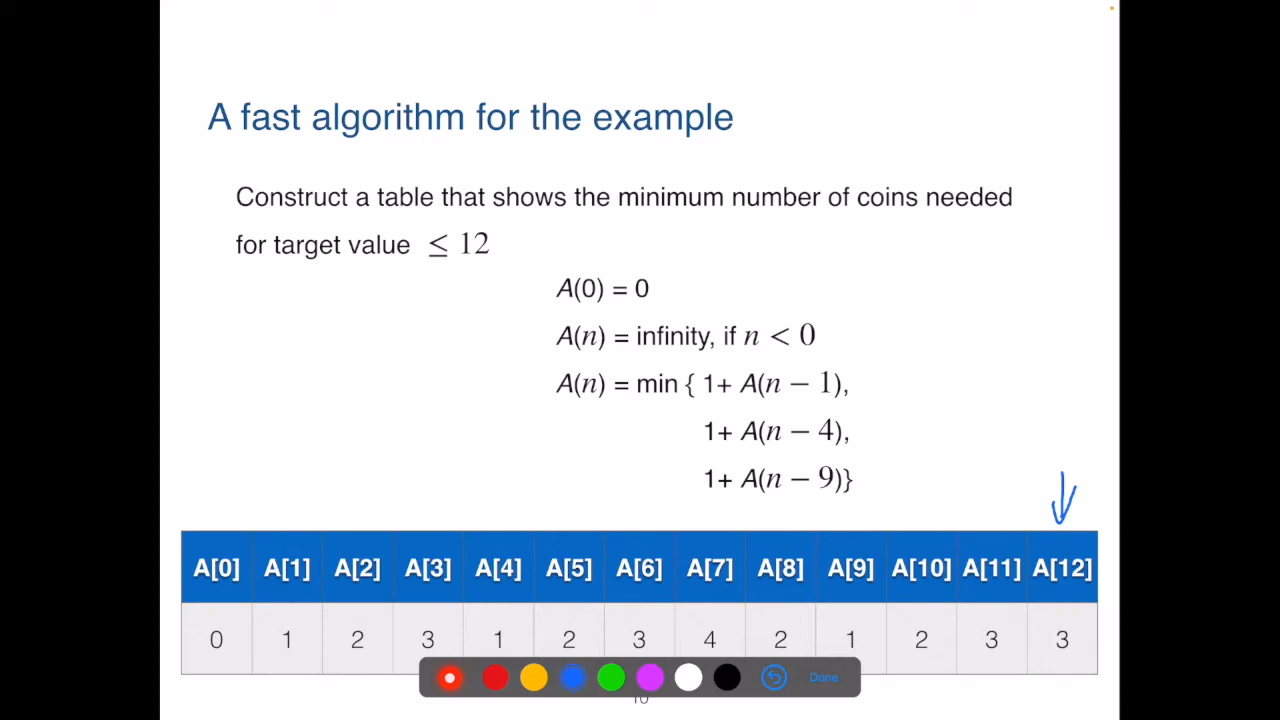 A fast algorithm for the example
Construct a table that shows the minimum number of coins needed
for target value ≤ 12
A(0) = 0
A(n) = infinity, if n < 0
A(n) = min { 1+ A(n − 1),
1+ A(n − 4),
1+ A(n − 9)}
A[0] A[1] A[2] A[3] A[4] A[5] A[6] A[7] A[8] A[9] A[10] A[11] A[12]
0 1 2 3 1 2 3 4 2 1 2 3 3
Done